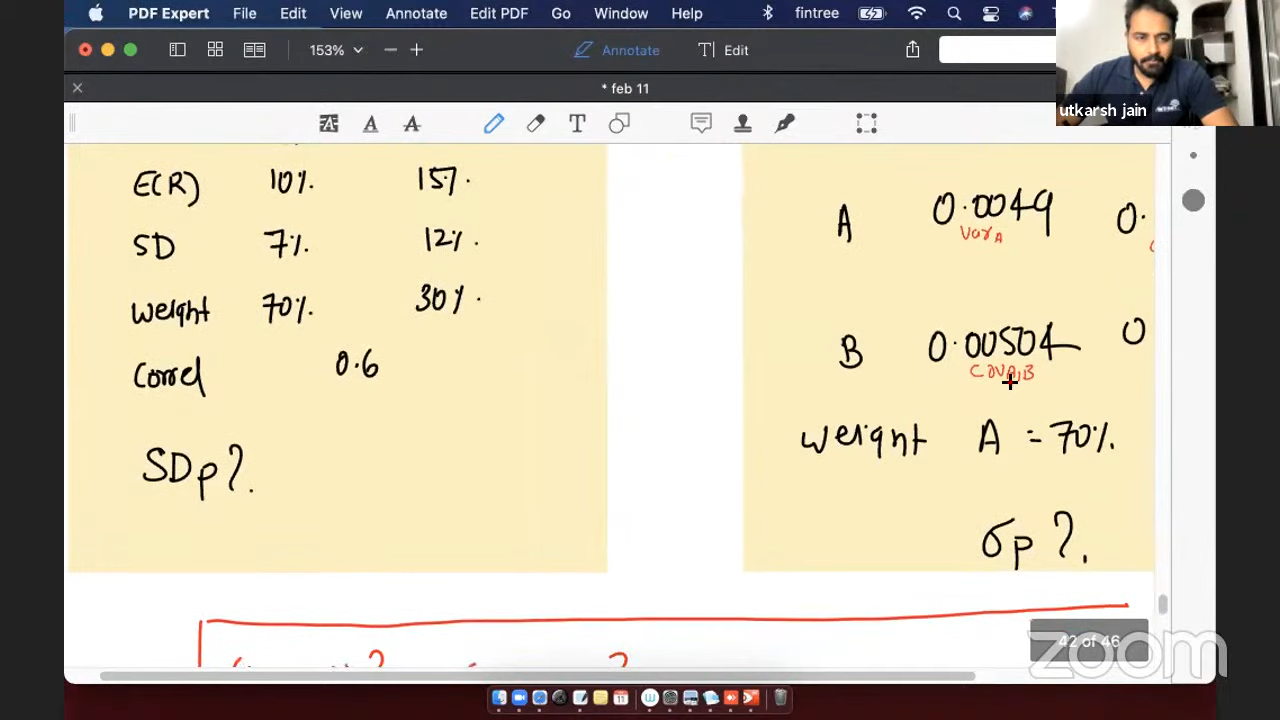 PDF Expert File Edit View Annotate Edit PDF Go Window Help fintree
153% Annotate T| Edit
* feb 11
utkarsh jain
E(R) 10%. 15%.
SD 7%. 12%.
Weight 70%. 30%.
Correl 0.6
SDp?.
A 0.0049 0.
VarA
B 0.00504 0
COVA,B
weight A = 70%.
σp ?.
42 of 46
zoom